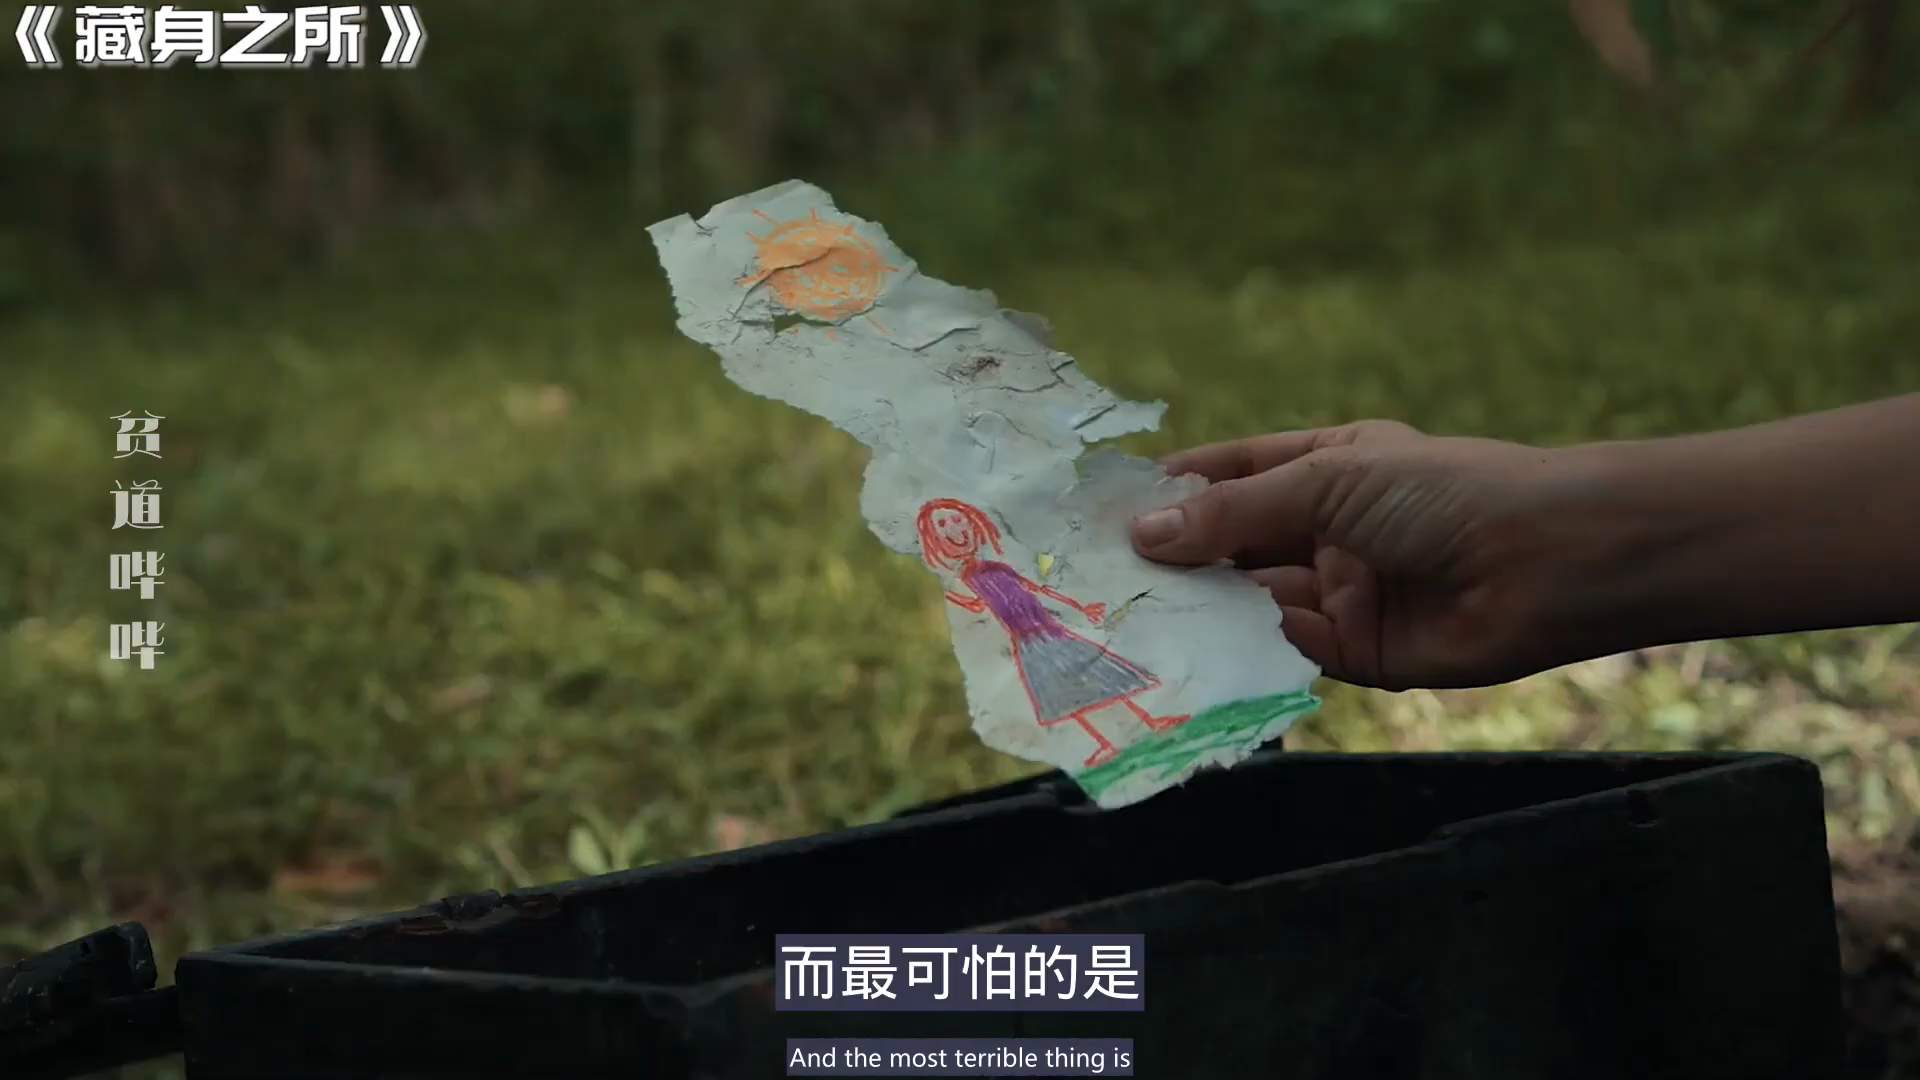 《藏身之所》
贫道哔哔
而最可怕的是
And the most terrible thing is